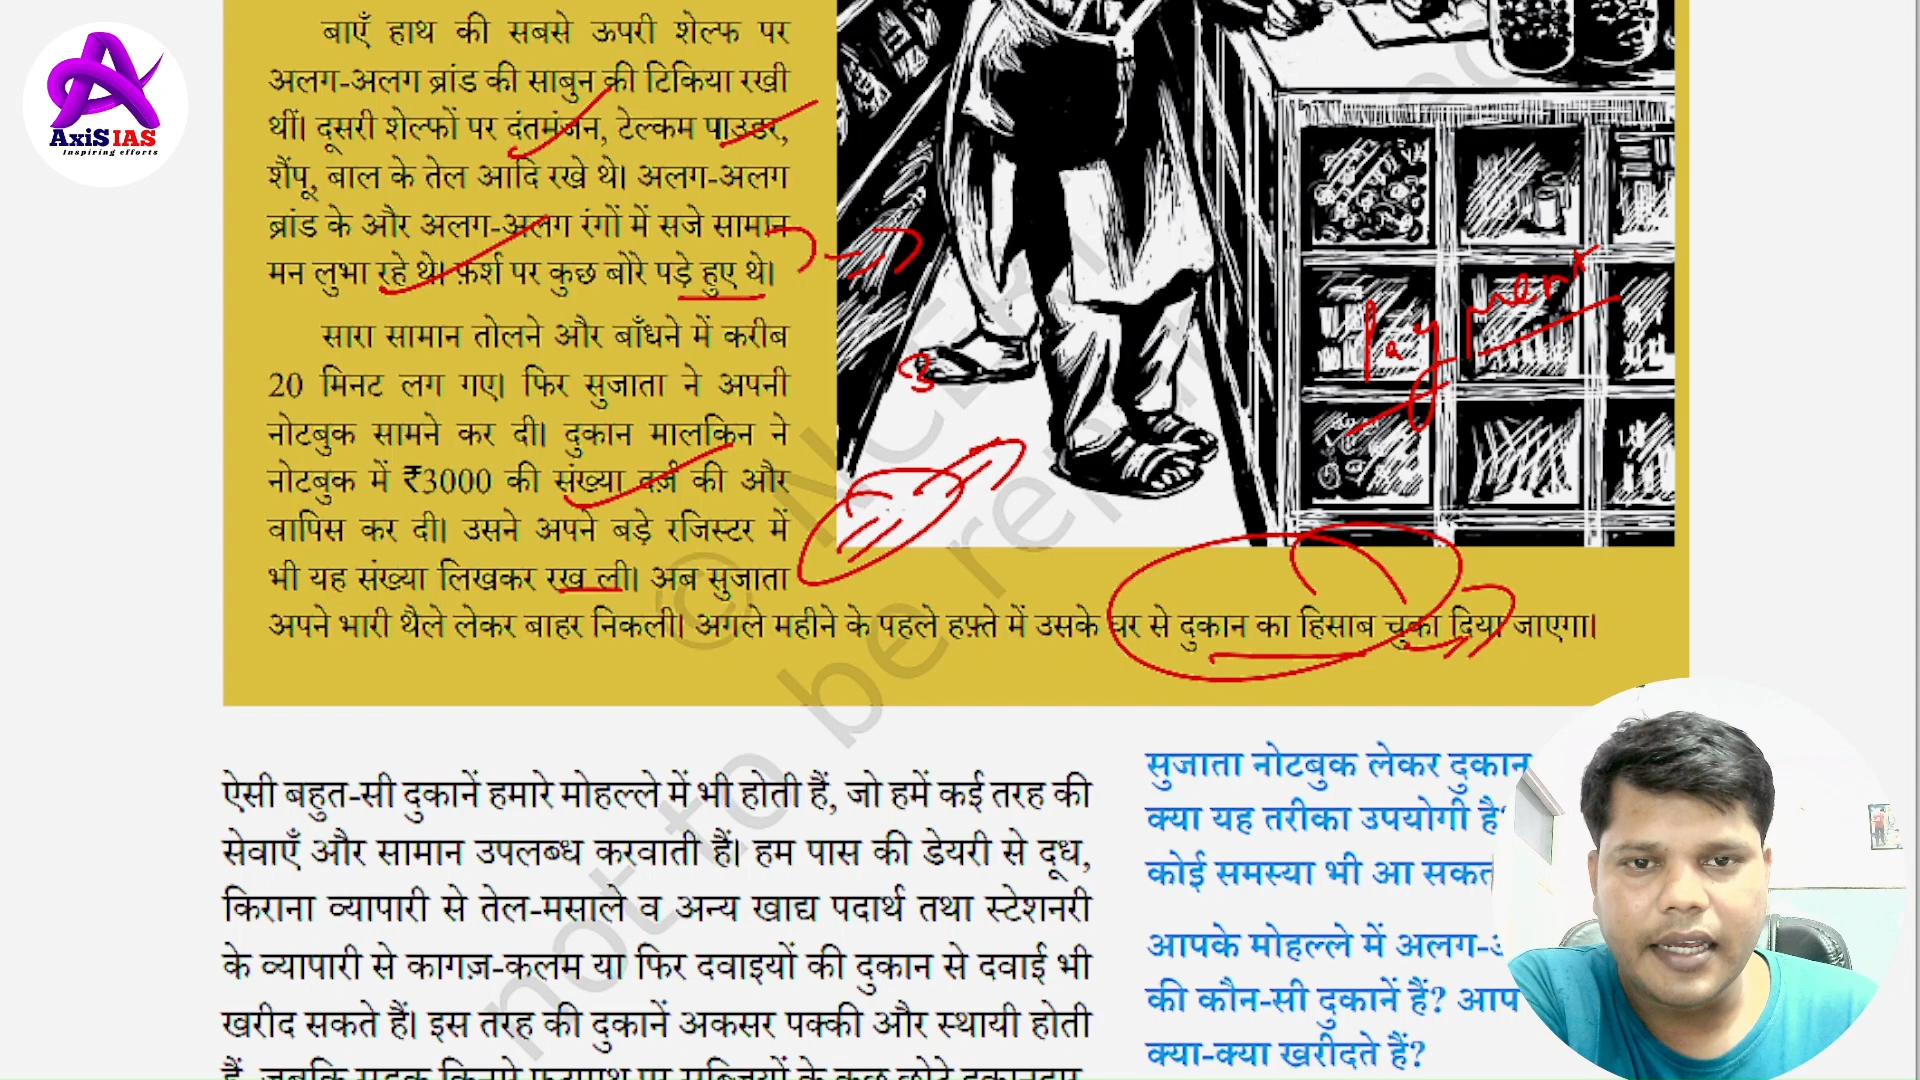 AxiS IAS
Inspiring efforts
बाएँ हाथ की सबसे ऊपरी शेल्फ पर
अलग-अलग ब्रांड की साबुन की टिकिया रखी
थीं। दूसरी शेल्फों पर दंतमंजन, टेल्कम पाउडर,
शैंपू, बाल के तेल आदि रखे थे। अलग-अलग
ब्रांड के और अलग-अलग रंगों में सजे सामान
मन लुभा रहे थे। फ़र्श पर कुछ बोरे पड़े हुए थे।
सारा सामान तोलने और बाँधने में करीब
20 मिनट लग गए। फिर सुजाता ने अपनी
नोटबुक सामने कर दी। दुकान मालकिन ने
नोटबुक में ₹3000 की संख्या दर्ज की और
वापिस कर दी। उसने अपने बड़े रजिस्टर में
भी यह संख्या लिखकर रख ली। अब सुजाता
अपने भारी थैले लेकर बाहर निकली। अगले महीने के पहले हफ़्ते में उसके घर से दुकान का हिसाब चुका दिया जाएगा।
Payment
© NCERT
not to be
ऐसी बहुत-सी दुकानें हमारे मोहल्ले में भी होती हैं, जो हमें कई तरह की
सेवाएँ और सामान उपलब्ध करवाती हैं। हम पास की डेयरी से दूध,
किराना व्यापारी से तेल-मसाले व अन्य खाद्य पदार्थ तथा स्टेशनरी
के व्यापारी से कागज़-कलम या फिर दवाइयों की दुकान से दवाई भी
खरीद सकते हैं। इस तरह की दुकानें अकसर पक्की और स्थायी होती
सुजाता नोटबुक लेकर दुकान
क्या यह तरीका उपयोगी है
कोई समस्या भी आ
आपके मोहल्ले में
की कौन-सी दुकानें हैं? आप
क्या-क्या खरीदते हैं?